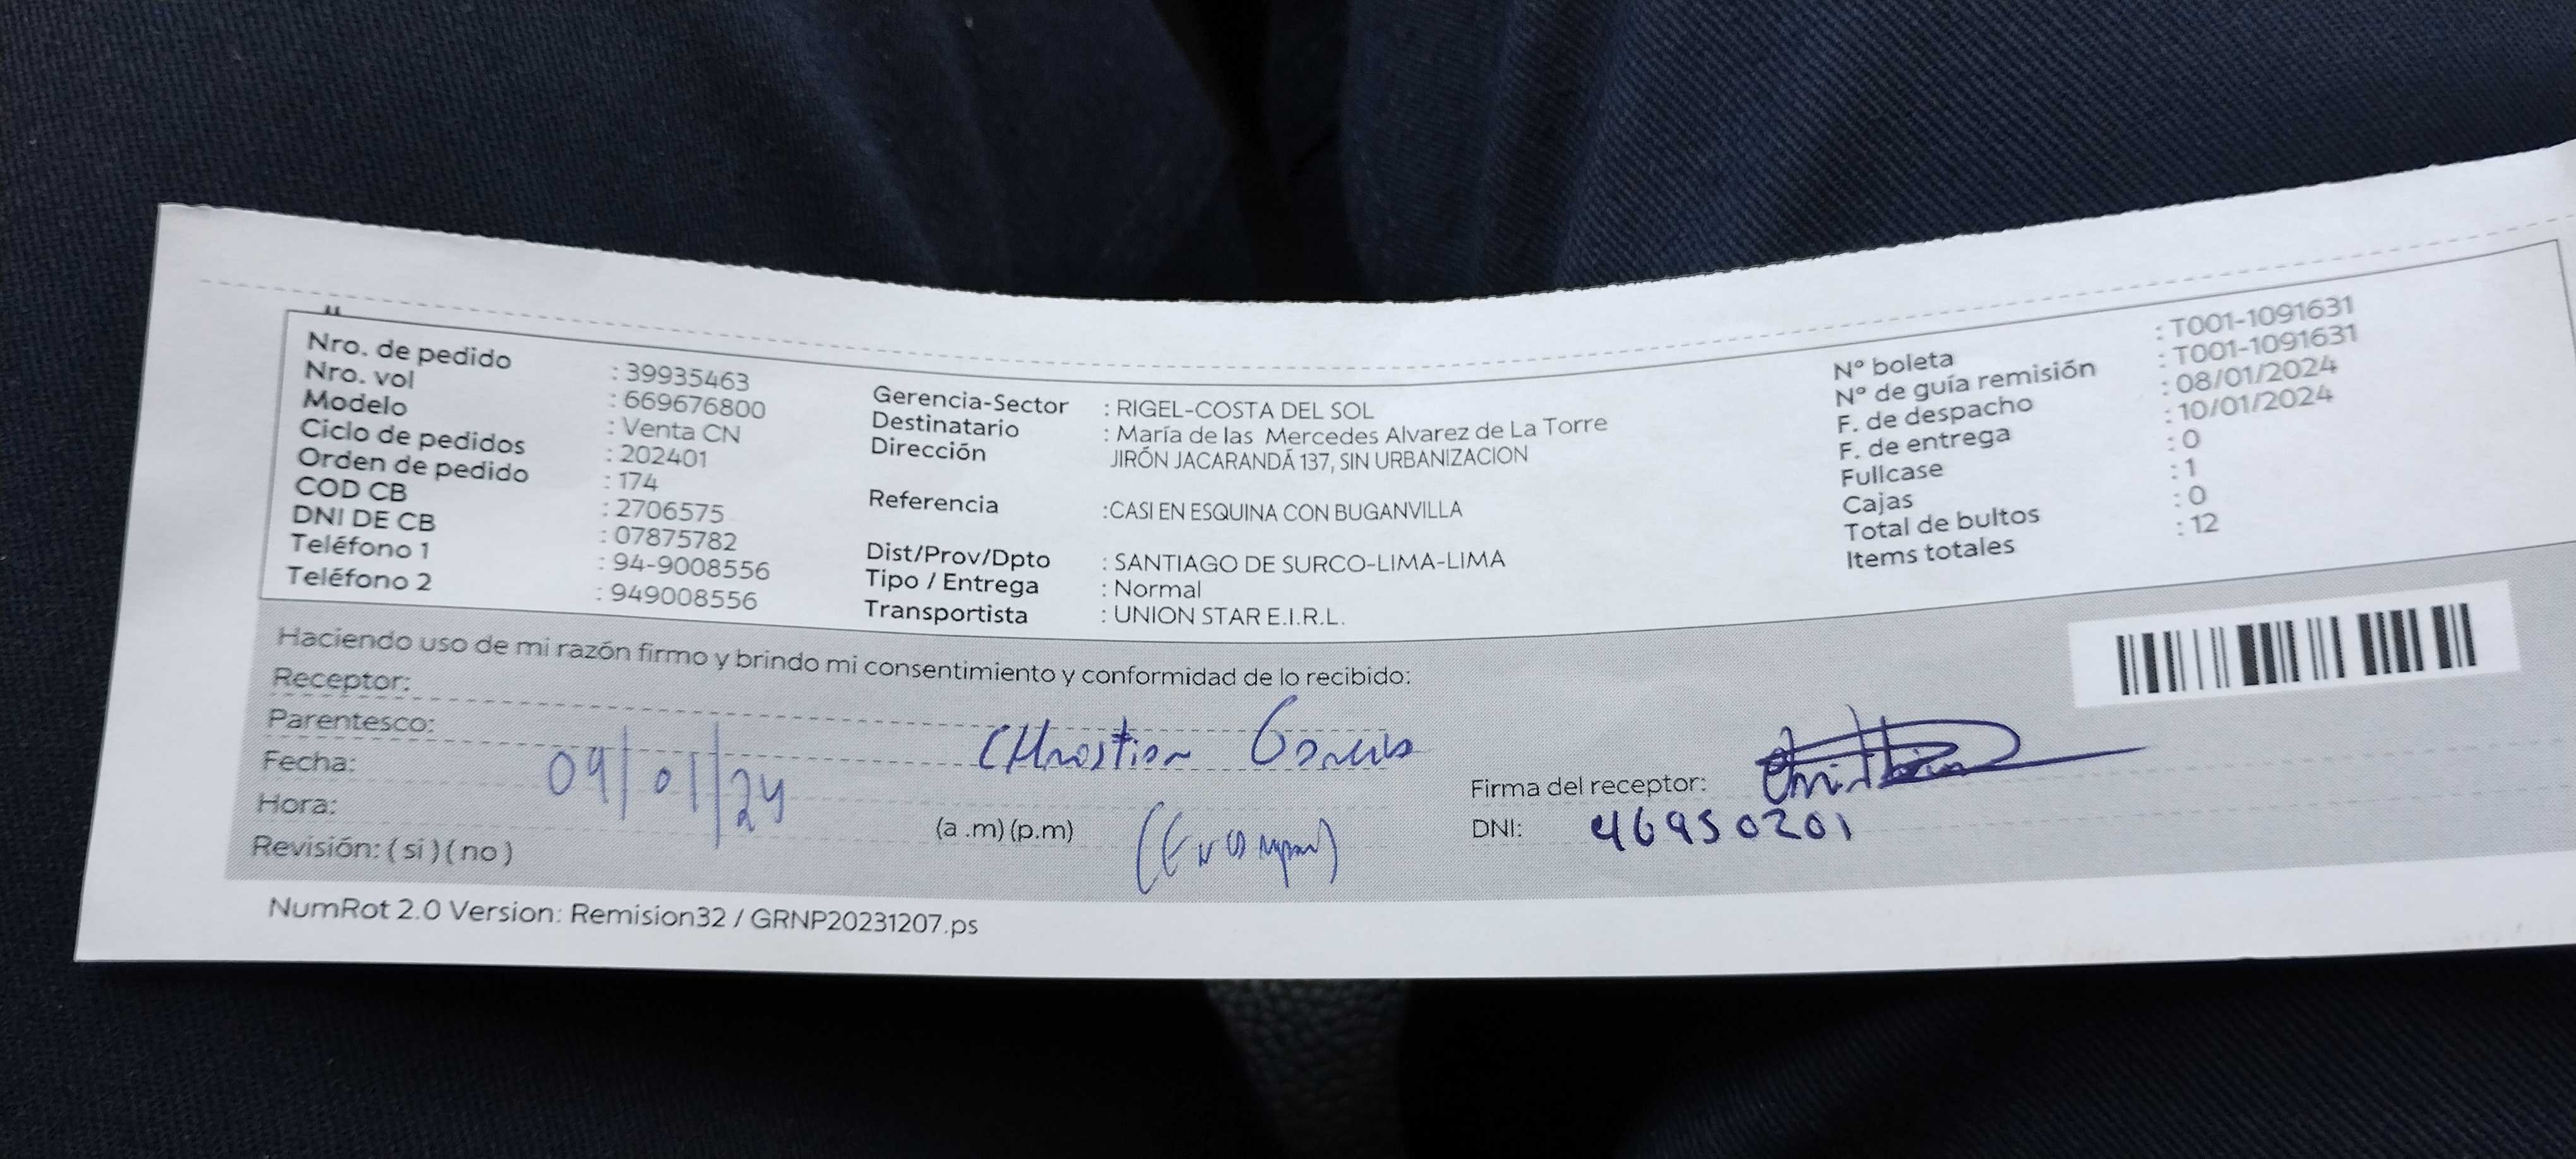 Nro. de pedido : 39935463
Nro. vol : 669676800
Modelo : Venta CN
Ciclo de pedidos : 202401
Orden de pedido : 174
COD CB : 2706575
DNI DE CB : 07875782
Teléfono 1 : 94-9008556
Teléfono 2 : 949008556
Gerencia-Sector : RIGEL-COSTA DEL SOL
Destinatario : María de las Mercedes Alvarez de La Torre
Dirección JIRÓN JACARANDÁ 137, SIN URBANIZACION
Referencia :CASI EN ESQUINA CON BUGANVILLA
Dist/Prov/Dpto : SANTIAGO DE SURCO-LIMA-LIMA
Tipo / Entrega : Normal
Transportista : UNION STAR E.I.R.L.
Nº boleta : T001-1091631
Nº de guía remisión : T001-1091631
F. de despacho : 08/01/2024
F. de entrega : 10/01/2024
Fullcase : 0
Cajas : 1
Total de bultos : 0
Items totales : 12
Haciendo uso de mi razón firmo y brindo mi consentimiento y conformidad de lo recibido:
Receptor:
Parentesco:
Fecha: 09/01/24
Hora: (a .m) (p.m)
Revisión: ( si ) ( no )
Firma del receptor:
DNI: 46950201
NumRot 2.0 Version: Remision32 / GRNP20231207.ps